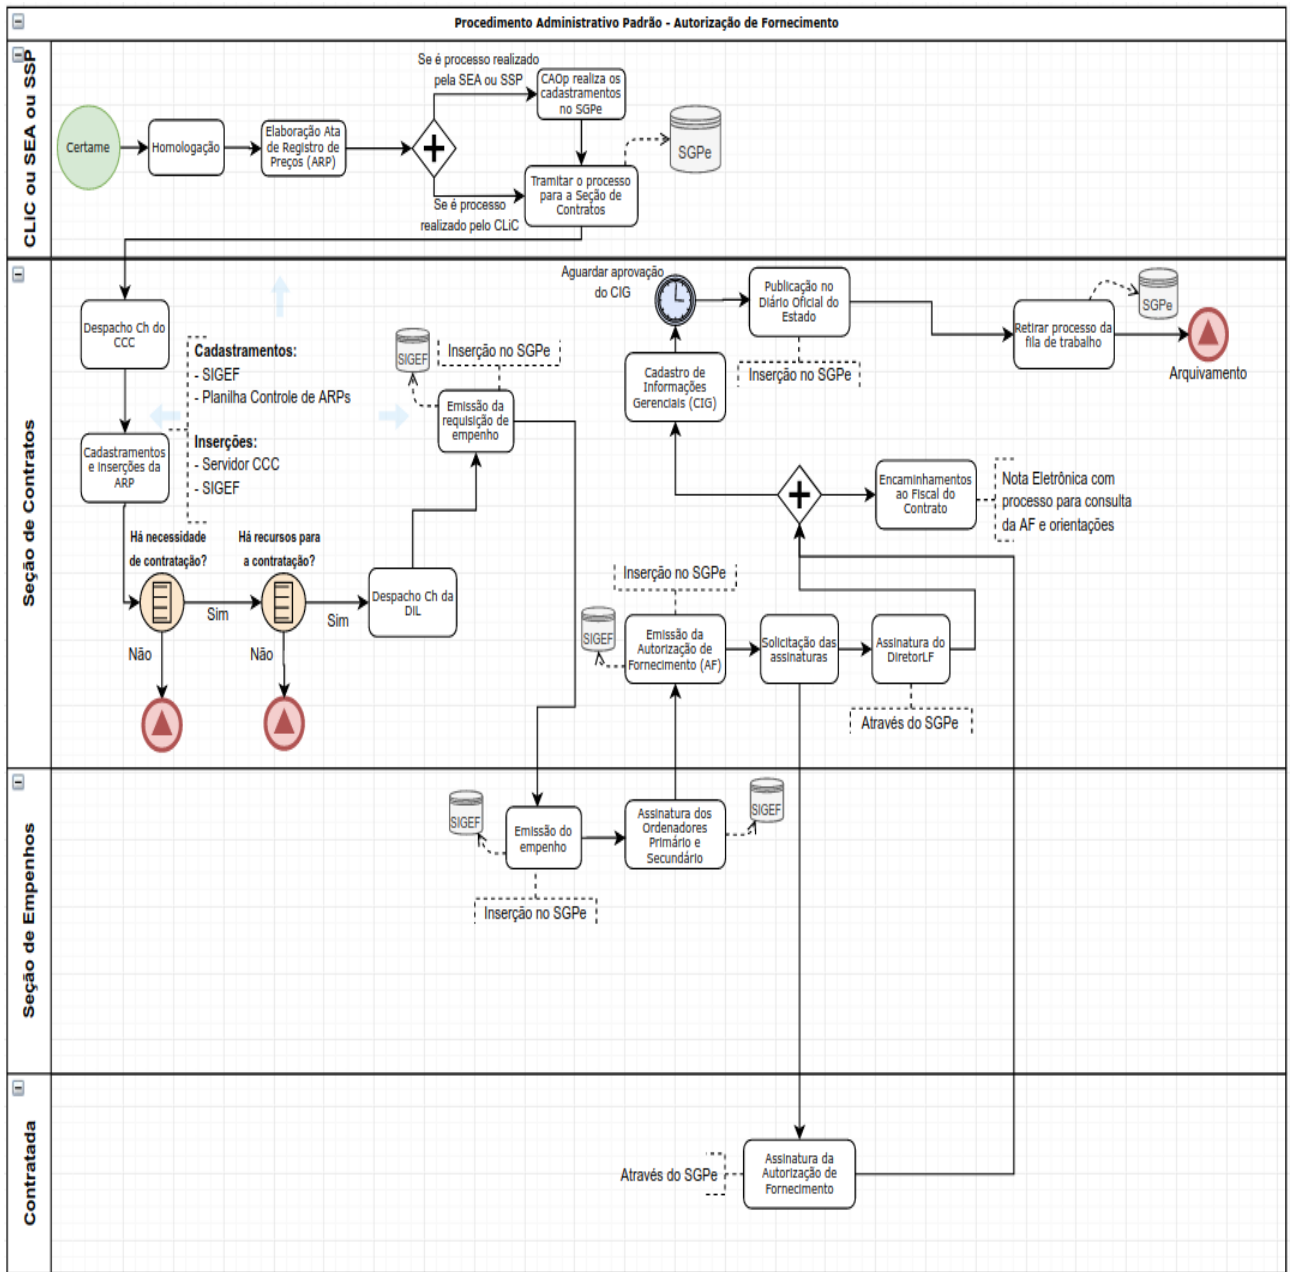 Procedimento Administrativo Padrão - Autorização de Fornecimento
CLiC ou SEA ou SSP
Certame
Homologação
Elaboração Ata
de Registro de
Preços (ARP)
Se é processo realizado
pela SEA ou SSP
CAOp realiza os
cadastramentos
no SGPe
SGPe
Tramitar o processo
para a Seção de
Contratos
Se é processo
realizado pelo CLiC
Seção de Contratos
Despacho Ch do
CCC
Cadastramentos
e Inserções da
ARP
Cadastramentos:
- SIGEF
- Planilha Controle de ARPs
Inserções:
- Servidor CCC
- SIGEF
Há necessidade
de contratação?
Há recursos para
a contratação?
Sim
Sim
Não
Não
Despacho Ch da
DIL
SIGEF
Inserção no SGPe
Emissão da
requisição de
empenho
Aguardar aprovação
do CIG
Cadastro de
Informações
Gerenciais (CIG)
Publicação no
Diário Oficial do
Estado
Inserção no SGPe
Retirar processo da
fila de trabalho
SGPe
Arquivamento
Encaminhamentos
ao Fiscal do
Contrato
Nota Eletrônica com
processo para consulta
da AF e orientações
Inserção no SGPe
SIGEF
Emissão da
Autorização de
Fornecimento (AF)
Solicitação das
assinaturas
Assinatura do
DiretorLF
Através do SGPe
Seção de Empenhos
SIGEF
Emissão do
empenho
Inserção no SGPe
Assinatura dos
Ordenadores
Primário e
Secundário
SIGEF
Contratada
Através do SGPe
Assinatura da
Autorização de
Fornecimento